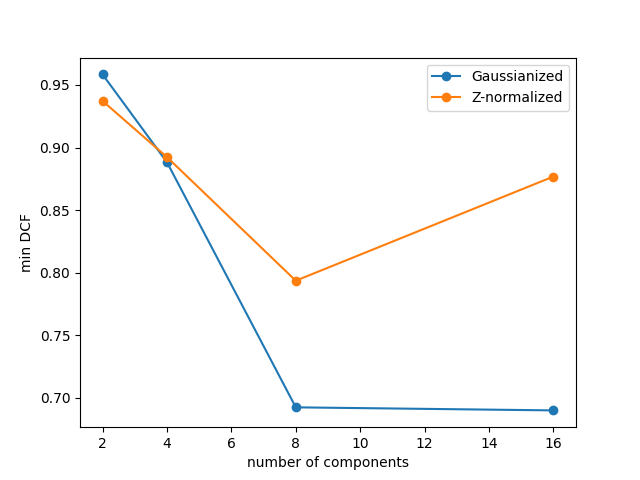 Gaussianized
Z-normalized
min DCF
0.95
0.90
0.85
0.80
0.75
0.70
2 4 6 8 10 12 14 16
number of components